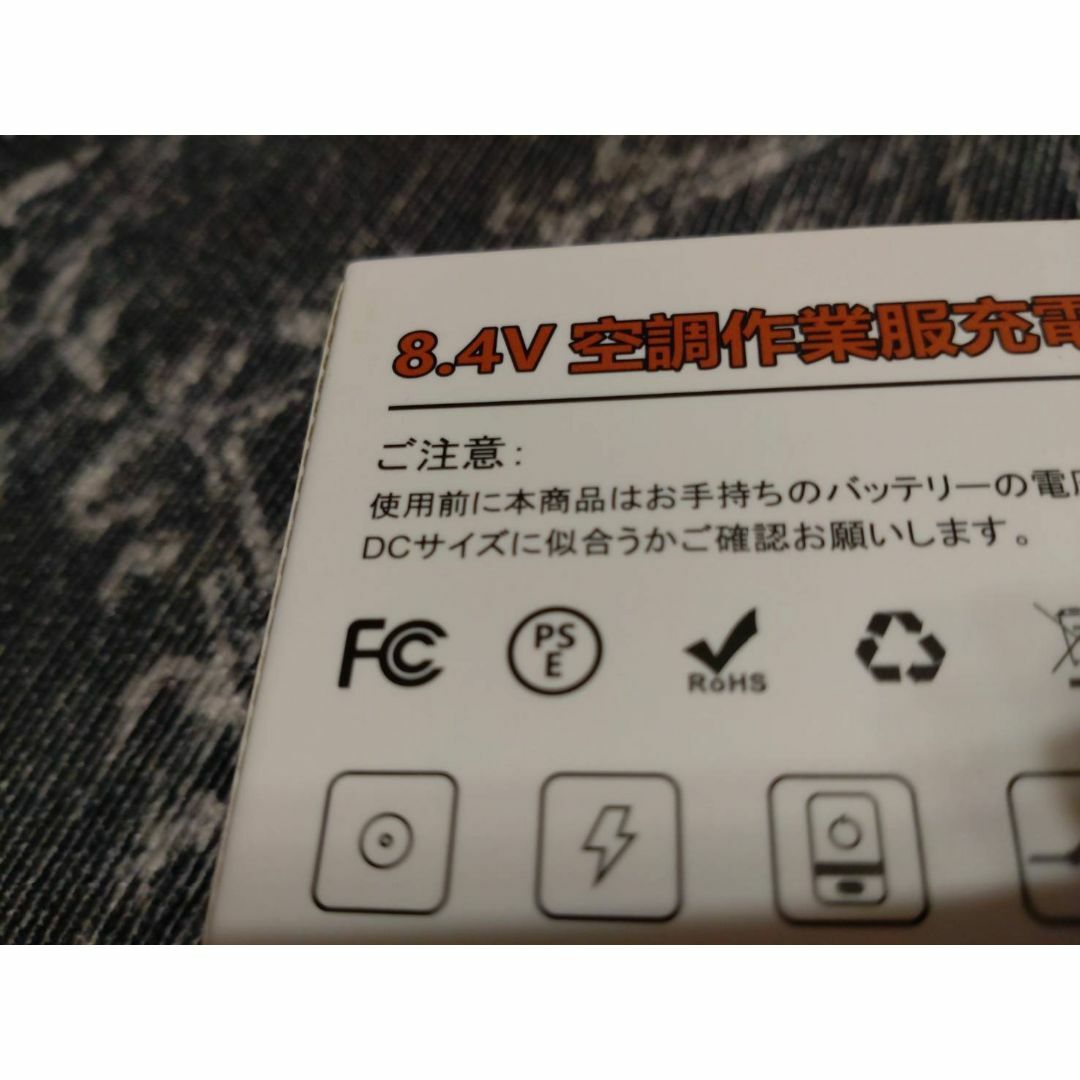 8.4V 空調作業服充電
ご注意:
使用前に本商品はお手持ちのバッテリーの電
DCサイズに似合うかご確認お願いします。
FC
PS
E
RoHS